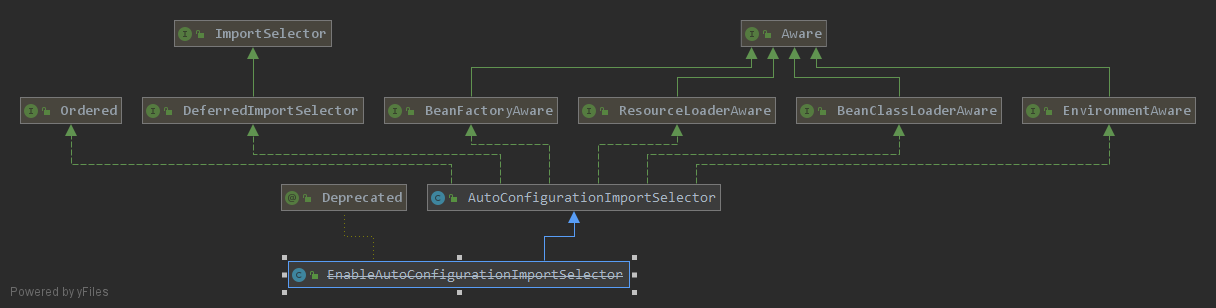 ImportSelector
Aware
Ordered
DeferredImportSelector
BeanFactoryAware
ResourceLoaderAware
BeanClassLoaderAware
EnvironmentAware
Deprecated
AutoConfigurationImportSelector
EnableAutoConfigurationImportSelector
Powered by yFiles